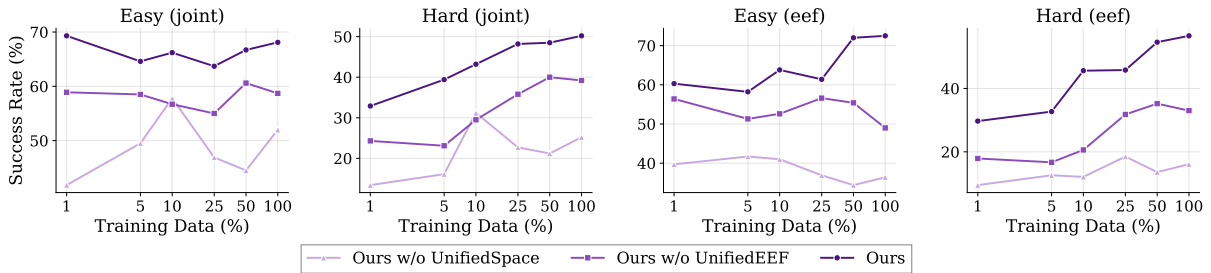 Easy (joint)
Hard (joint)
Easy (eef)
Hard (eef)
Success Rate (%)
70
60
50
50
40
30
20
70
60
50
40
40
20
1 5 10 25 50 100
1 5 10 25 50 100
1 5 10 25 50 100
1 5 10 25 50 100
Training Data (%)
Training Data (%)
Training Data (%)
Training Data (%)
Ours w/o UnifiedSpace
Ours w/o UnifiedEEF
Ours